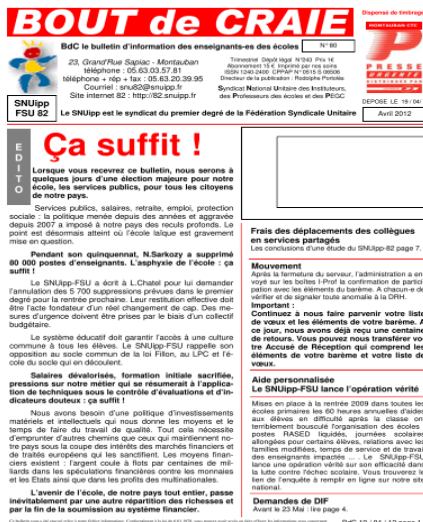 BOUT de CRAIE
Dispensé de timbrage
MONTAUBAN CTC
PRESSE
URGENTE
DEPOSE LE 19 / 04/
Avril 2012
BdC le bulletin d'information des enseignants-es des écoles
N° 80
23, Grand'Rue Sapiac - Montauban
téléphone : 05.63.03.57.81
téléphone + rép + fax : 05.63.20.39.95
Courriel : snu82@snuipp.fr
Site internet 82 : http://82.snuipp.fr
Trimestriel Dépôt légal N°243 Prix 1€
Abonnement 15 € Imprimé par nos soins
ISSN 1240-2400 CPPAP N° 0515 S 06506
Directeur de la publication : Rodolphe Portolés
Syndicat National Unitaire des Instituteurs,
des Professeurs des écoles et des PEGC
SNUipp
FSU 82
Le SNUipp est le syndicat du premier degré de la Fédération Syndicale Unitaire
EDITO
Ça suffit !
Lorsque vous recevrez ce bulletin, nous serons à
quelques jours d'une élection majeure pour notre
école, les services publics, pour tous les citoyens
de notre pays.
Services publics, salaires, retraite, emploi, protection
sociale : la politique menée depuis des années et aggravée
depuis 2007 a imposé à notre pays des reculs profonds. Le
point est désormais atteint où l'école laïque est gravement
mise en question.
Pendant son quinquennat, N.Sarkozy a supprimé
80 000 postes d'enseignants. L'asphyxie de l'école : ça
suffit !
Le SNUipp-FSU a écrit à L.Chatel pour lui demander
l'annulation des 5 700 suppressions prévues dans le premier
degré pour la rentrée prochaine. Leur restitution effective doit
être l'acte fondateur d'un réel changement de cap. Des me-
sures d'urgence doivent être prises par le biais d'un collectif
budgétaire.
Le système éducatif doit garantir l'accès à une culture
commune à tous les élèves. Le SNUipp-FSU rappelle son
opposition au socle commun de la loi Fillon, au LPC et l'é-
cole du socle qui en découlent.
Salaires dévalorisés, formation initiale sacrifiée,
pressions sur notre métier qui se résumerait à l'applica-
tion de techniques sous le contrôle d'évaluations et d'in-
dicateurs douteux : ça suffit !
Nous avons besoin d'une politique d'investissements
matériels et intellectuels qui nous donne les moyens et le
temps de faire du travail de qualité. Tout cela nécessite
d'emprunter d'autres chemins que ceux qui maintiennent no-
tre pays sous la coupe des intérêts des marchés financiers et
de traités européens qui les sanctifient. Les moyens finan-
ciers existent : l'argent coule à flots par centaines de mil-
liards dans les spéculations financières contre les monnaies
et les Etats ainsi que dans les profits des multinationales.
L'avenir de l'école, de notre pays tout entier, passe
inévitablement par une autre répartition des richesses et
par la fin de la soumission au système financier.
Frais des déplacements des collègues
en services partagés
Les conclusions d'une étude du SNUipp-82 page 7.
Mouvement
Après la fermeture du serveur, l'administration a en-
voyé sur les boîtes I-Prof la confirmation de partici-
pation avec les éléments du barème. A chacun-e de
vérifier et de signaler toute anomalie à la DRH.
Important :
Continuez à nous faire parvenir votre liste
de vœux et les éléments de votre barème. A
ce jour, nous avons déjà reçu une centaine
de retours. Vous pouvez nous transférer vo-
tre Accusé de Réception qui comprend les
éléments de votre barème et votre liste de
vœux.
Aide personnalisée
Le SNUipp-FSU lance l'opération vérité
Mises en place à la rentrée 2009 dans toutes les
écoles primaires les 60 heures annuelles d'aides
aux élèves en difficulté après la classe ont
terriblement bousculé l'organisation des écoles :
postes RASED liquidés, journées scolaires
allongées pour certains élèves, relations avec les
familles modifiées, temps de service et de travail
des enseignants impactés ... . Le SNUipp-FSU
lance une opération vérité sur son efficacité dans
la lutte contre l'échec scolaire. Vous trouverez le
lien de l'enquête à remplir en ligne sur notre site.
Demandes de DIF
Avant le 23 Mai : lire page 4.